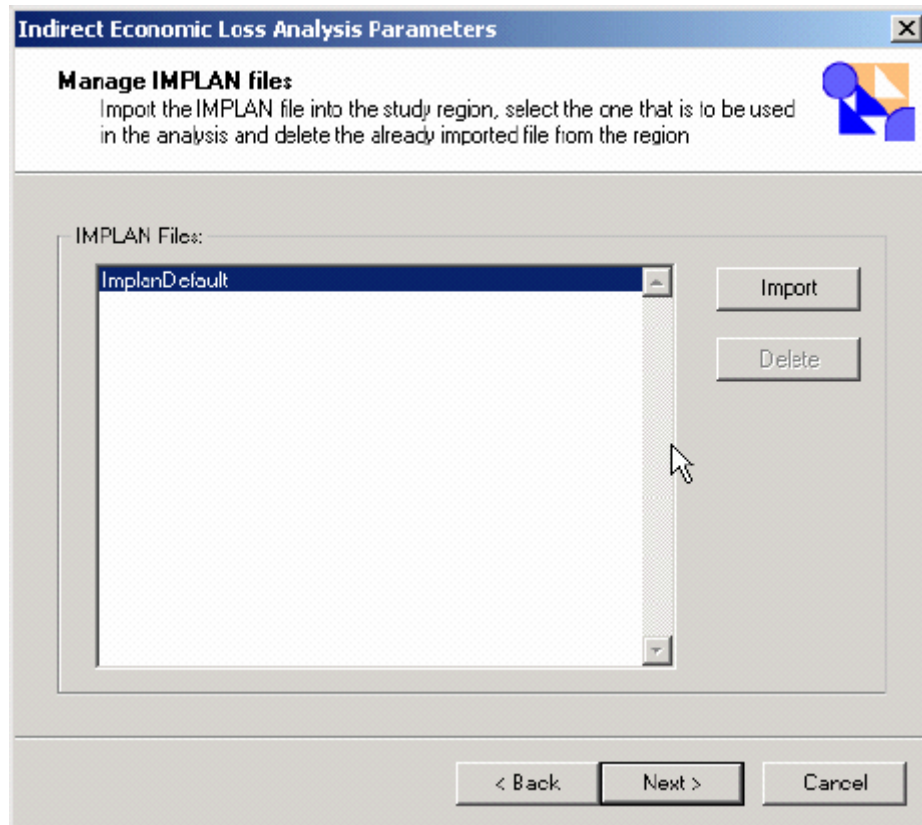 Indirect Economic Loss Analysis Parameters
Manage IMPLAN files
Import the IMPLAN file into the study region, select the one that is to be used
in the analysis and delete the already imported file from the region
IMPLAN Files:
ImplanDefault
Import
Delete
< Back
Next >
Cancel